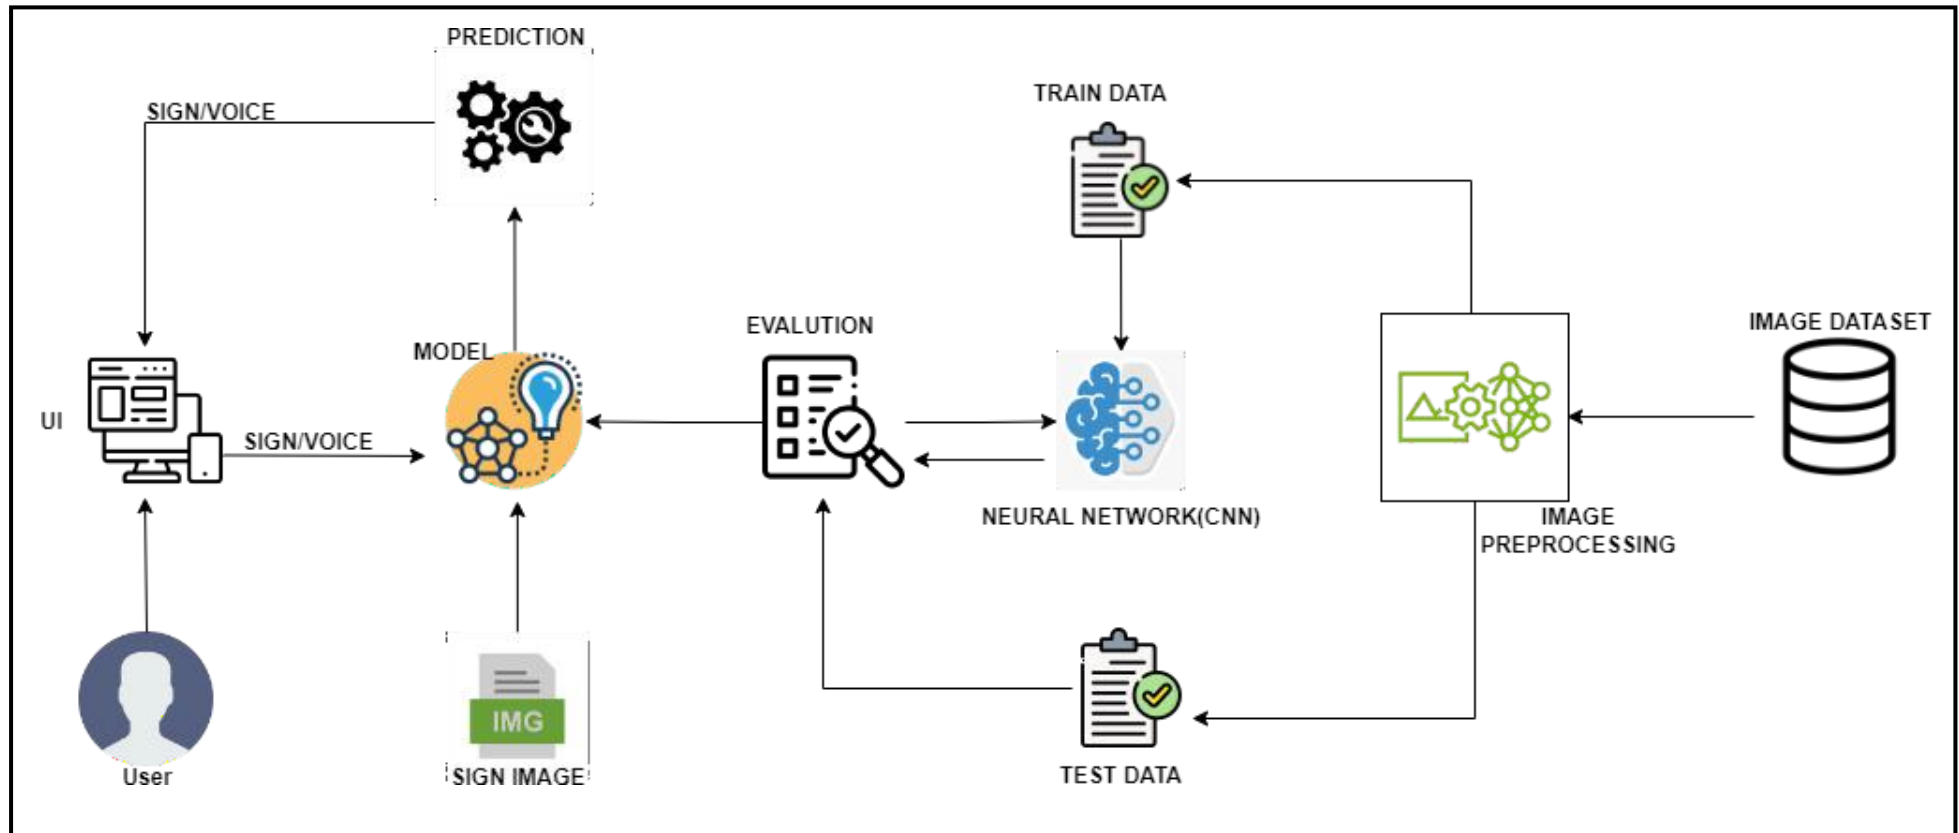 PREDICTION
SIGN/VOICE
TRAIN DATA
EVALUTION
IMAGE DATASET
MODEL
UI
SIGN/VOICE
NEURAL NETWORK(CNN)
IMAGE
PREPROCESSING
IMG
User
SIGN IMAGE
TEST DATA